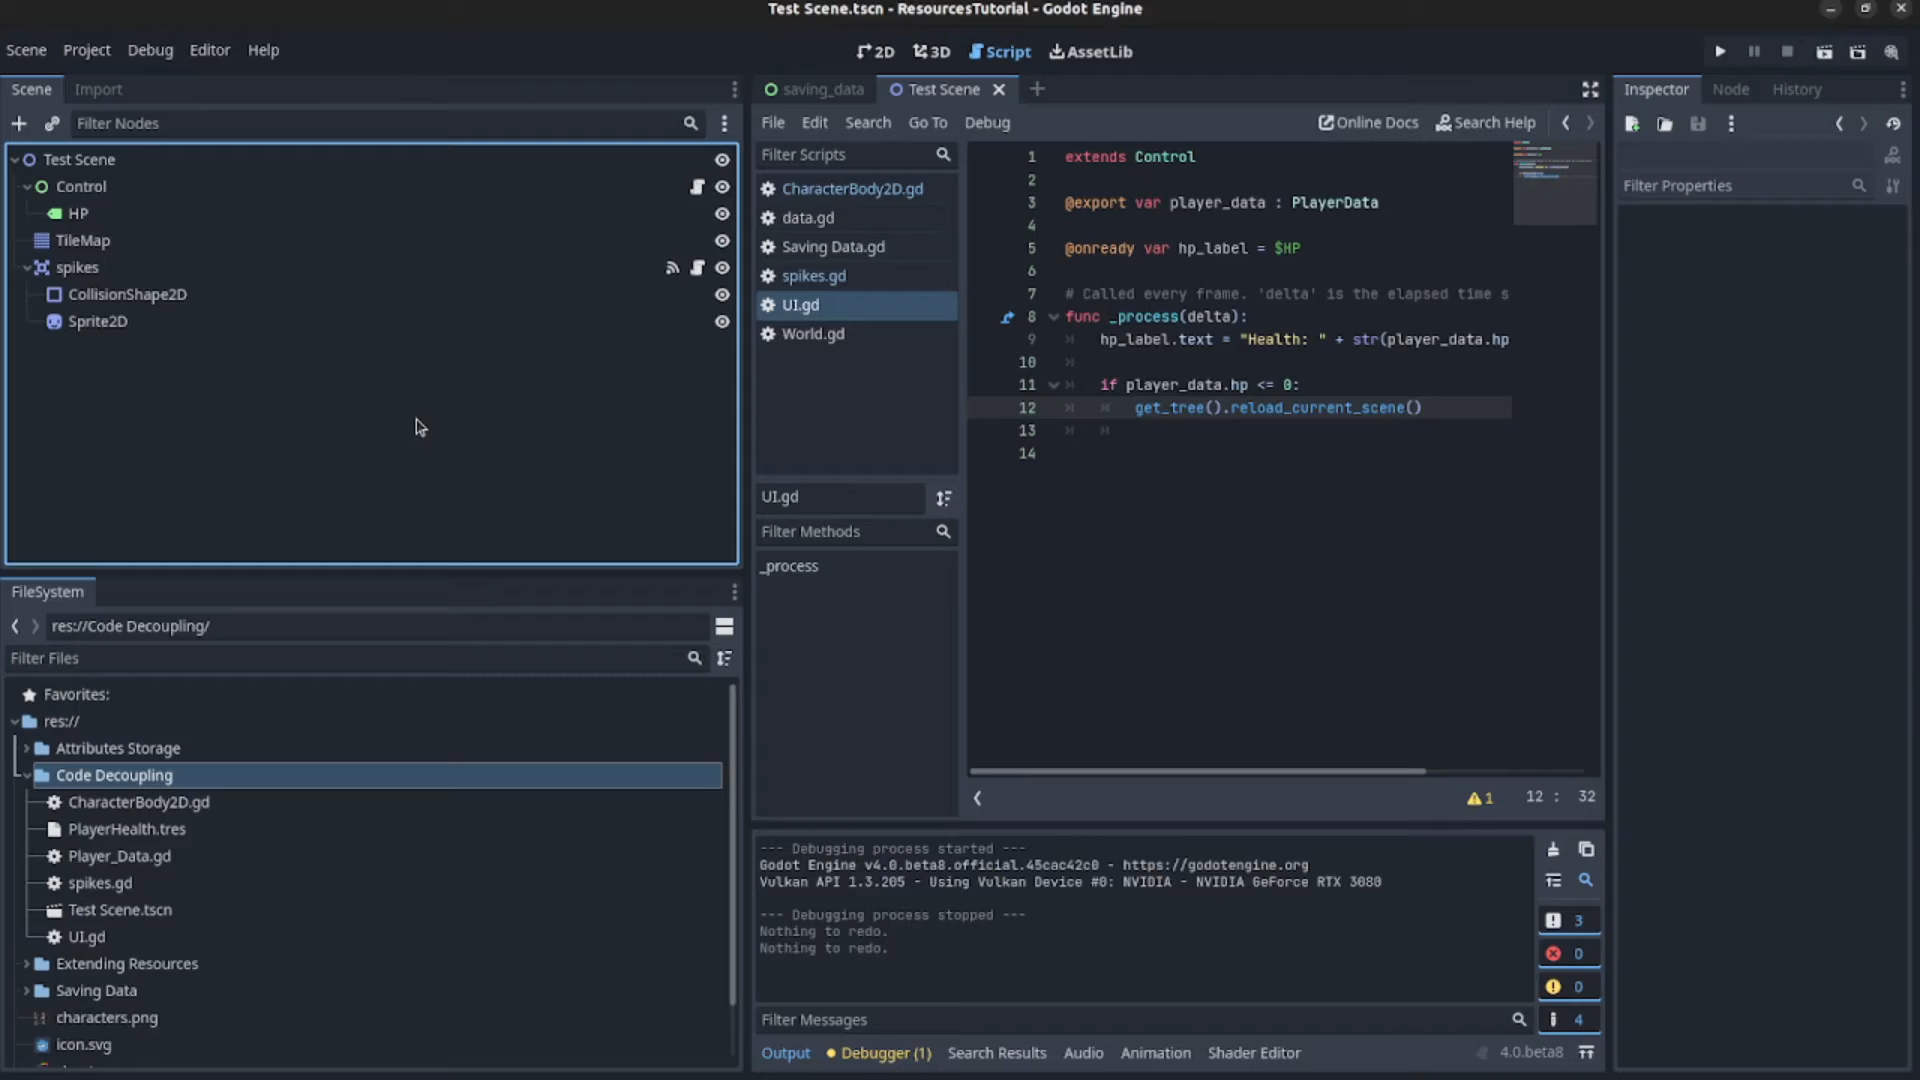 Test Scene.tscn - ResourcesTutorial - Godot Engine
Scene Project Debug Editor Help
2D 3D Script AssetLib
Scene Import
Filter Nodes
Test Scene
Control
HP
TileMap
spikes
CollisionShape2D
Sprite2D
FileSystem
res://Code Decoupling/
Filter Files
Favorites:
res://
Attributes Storage
Code Decoupling
CharacterBody2D.gd
PlayerHealth.tres
Player_Data.gd
spikes.gd
Test Scene.tscn
UI.gd
Extending Resources
Saving Data
characters.png
icon.svg
saving_data Test Scene
File Edit Search Go To Debug
Online Docs Search Help
Filter Scripts
CharacterBody2D.gd
data.gd
Saving Data.gd
spikes.gd
UI.gd
World.gd
UI.gd
Filter Methods
_process
1 extends Control
2
3 @export var player_data : PlayerData
4
5 @onready var hp_label = $HP
6
7 # Called every frame. 'delta' is the elapsed time s
8 func _process(delta):
9 hp_label.text = "Health: " + str(player_data.hp
10
11 if player_data.hp <= 0:
12 get_tree().reload_current_scene()
13
14
1 12 : 32
--- Debugging process started ---
Godot Engine v4.0.beta8.official.45cac42c0 - https://godotengine.org
Vulkan API 1.3.205 - Using Vulkan Device #0: NVIDIA - NVIDIA GeForce RTX 3080
--- Debugging process stopped ---
Nothing to redo.
Nothing to redo.
3
0
0
4
Filter Messages
Output Debugger (1) Search Results Audio Animation Shader Editor 4.0.beta8
Inspector Node History
Filter Properties